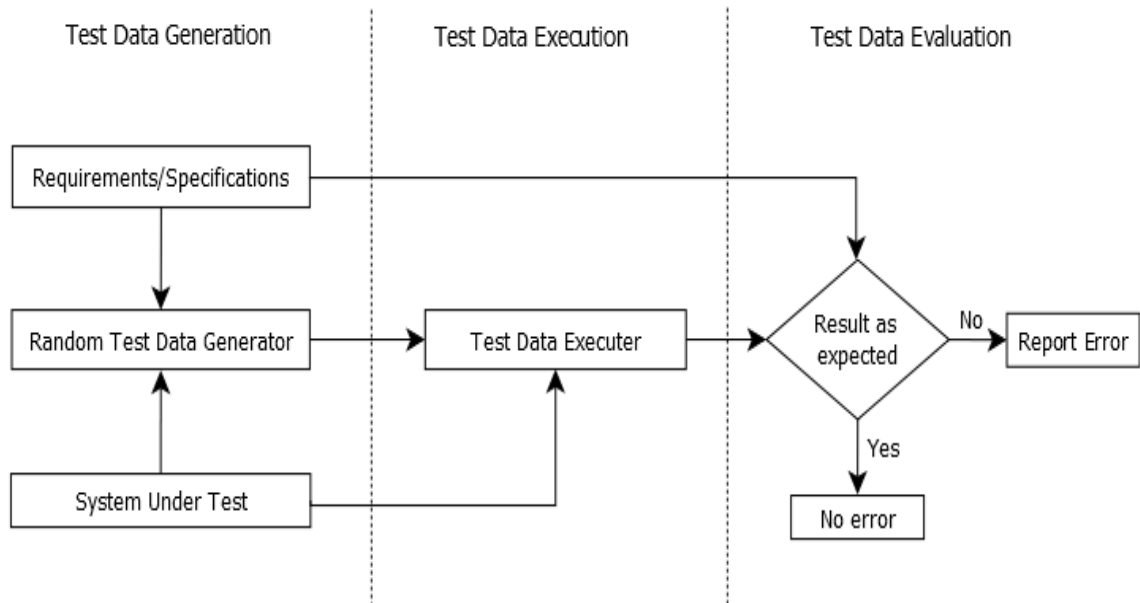 Test Data Generation
Test Data Execution
Test Data Evaluation
Requirements/Specifications
Random Test Data Generator
Test Data Executer
Result as
expected
No
Report Error
Yes
System Under Test
No error